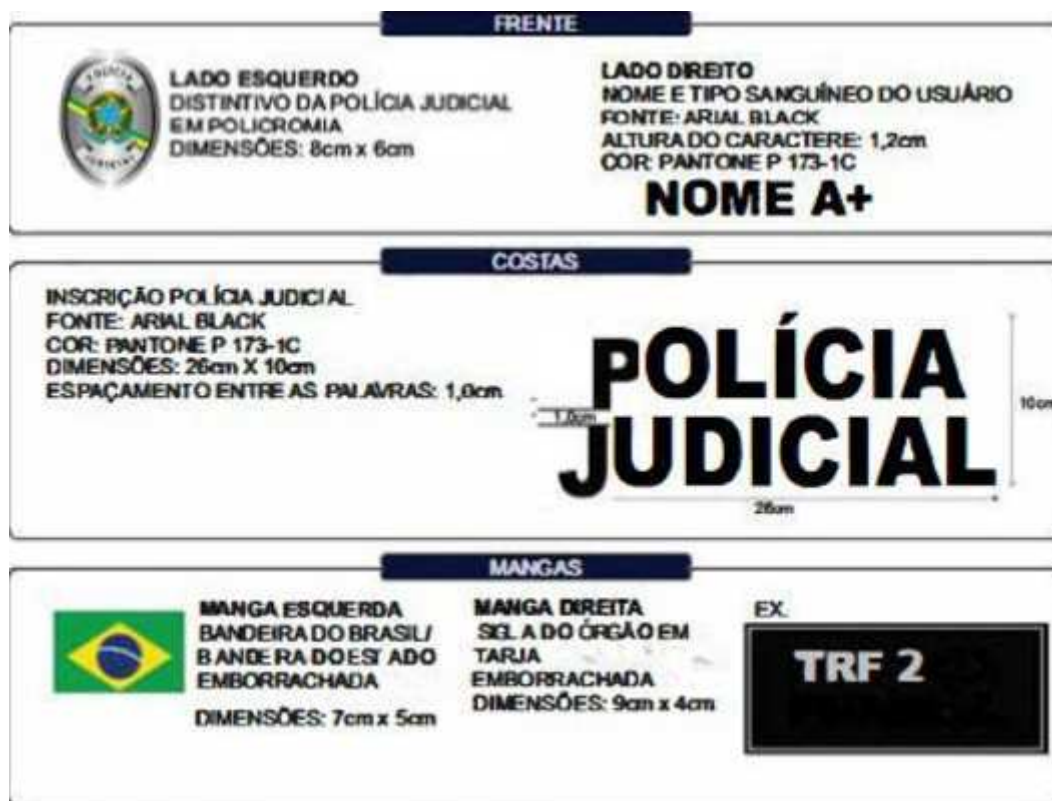 FRENTE
POLÍCIA
JUDICIAL
LADO ESQUERDO
DISTINTIVO DA POLÍCIA JUDICIAL
EM POLICROMIA
DIMENSÕES: 8cm x 6cm
LADO DIREITO
NOME E TIPO SANGUÍNEO DO USUÁRIO
FONTE: ARIAL BLACK
ALTURA DO CARACTERE: 1,2cm
COR: PANTONE P 173-1C
NOME A+
COSTAS
INSCRIÇÃO POLÍCIA JUDICIAL
FONTE: ARIAL BLACK
COR: PANTONE P 173-1C
DIMENSÕES: 26cm X 10cm
ESPAÇAMENTO ENTRE AS PALAVRAS: 1,0cm
POLÍCIA
JUDICIAL
1,0cm
10cm
26cm
MANGAS
MANGA ESQUERDA
BANDEIRA DO BRASIL/
BANDEIRA DO ESTADO
EMBORRACHADA
DIMENSÕES: 7cm x 5cm
MANGA DIREITA
SIGLA DO ÓRGÃO EM
TARJA
EMBORRACHADA
DIMENSÕES: 9cm x 4cm
EX.
TRF 2